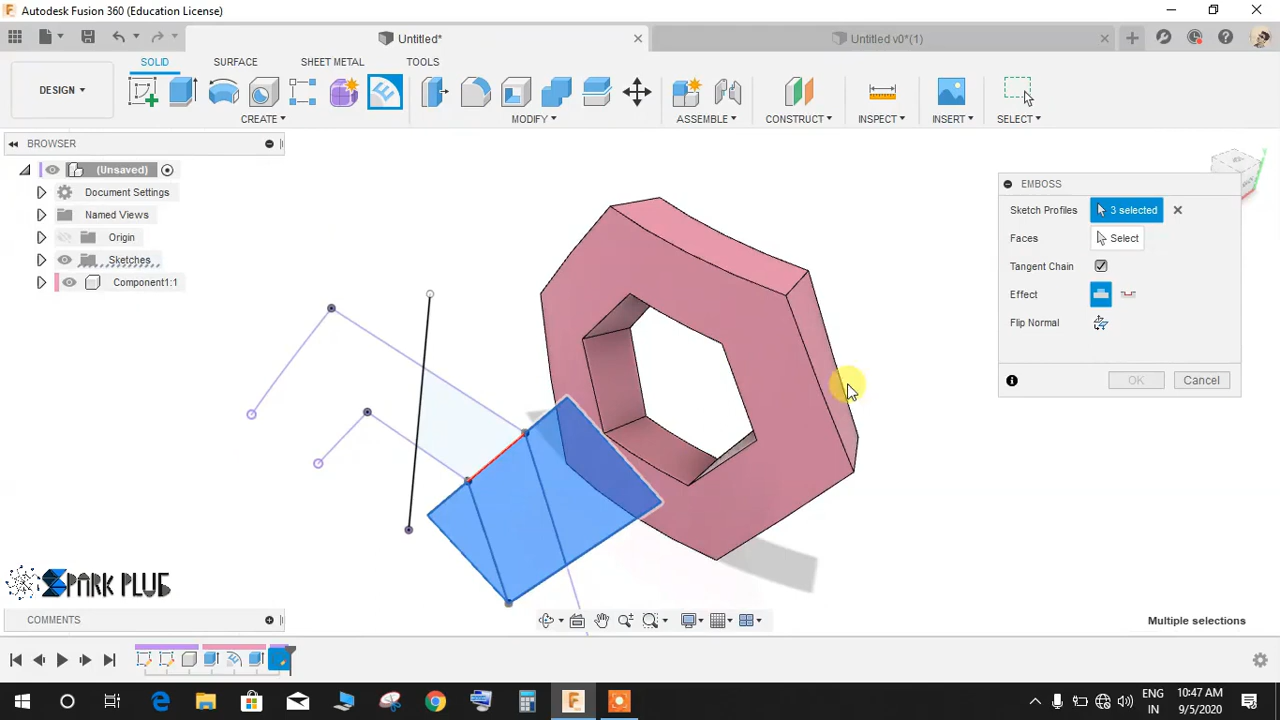 Autodesk Fusion 360 (Education License)
Untitled*
Untitled v0*(1)
SOLID
SURFACE
SHEET METAL
TOOLS
DESIGN
CREATE
MODIFY
ASSEMBLE
CONSTRUCT
INSPECT
INSERT
SELECT
BROWSER
(Unsaved)
Document Settings
Named Views
Origin
Sketches
Component1:1
EMBOSS
Sketch Profiles
3 selected
Faces
Select
Tangent Chain
Effect
Flip Normal
OK
Cancel
SPARK PLUG
COMMENTS
Multiple selections
ENG
IN
10:47 AM
9/5/2020